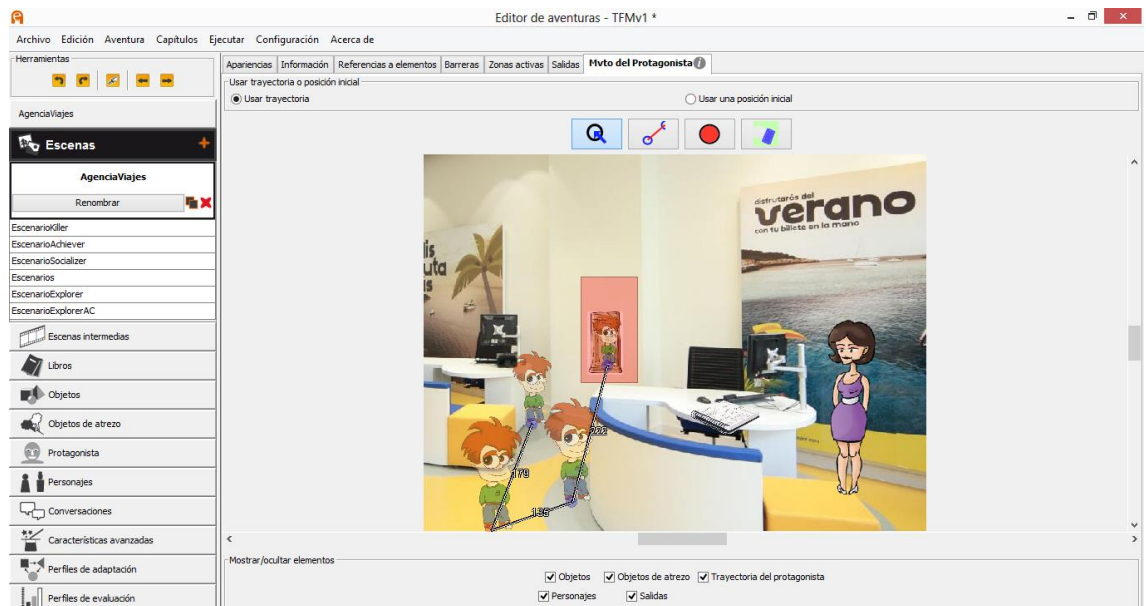 Editor de aventuras - TFMv1 *
Archivo Edición Aventura Capítulos Ejecutar Configuración Acerca de
Herramientas
AgenciaViajes
Escenas
AgenciaViajes
Renombrar
EscenarioKiller
EscenarioAchiever
EscenarioSocializer
Escenarios
EscenarioExplorer
EscenarioExplorerAC
Escenas intermedias
Libros
Objetos
Objetos de atrezo
Protagonista
Personajes
Conversaciones
Características avanzadas
Perfiles de adaptación
Perfiles de evaluación
Apariencias Información Referencias a elementos Barreras Zonas activas Salidas Mvto del Protagonista
Usar trayectoria o posición inicial
Usar trayectoria Usar una posición inicial
disfrutarás del
verano
con tu billete en la mano
is
uta
is
222
179
Mostrar/ocultar elementos
Objetos Objetos de atrezo Trayectoria del protagonista
Personajes Salidas